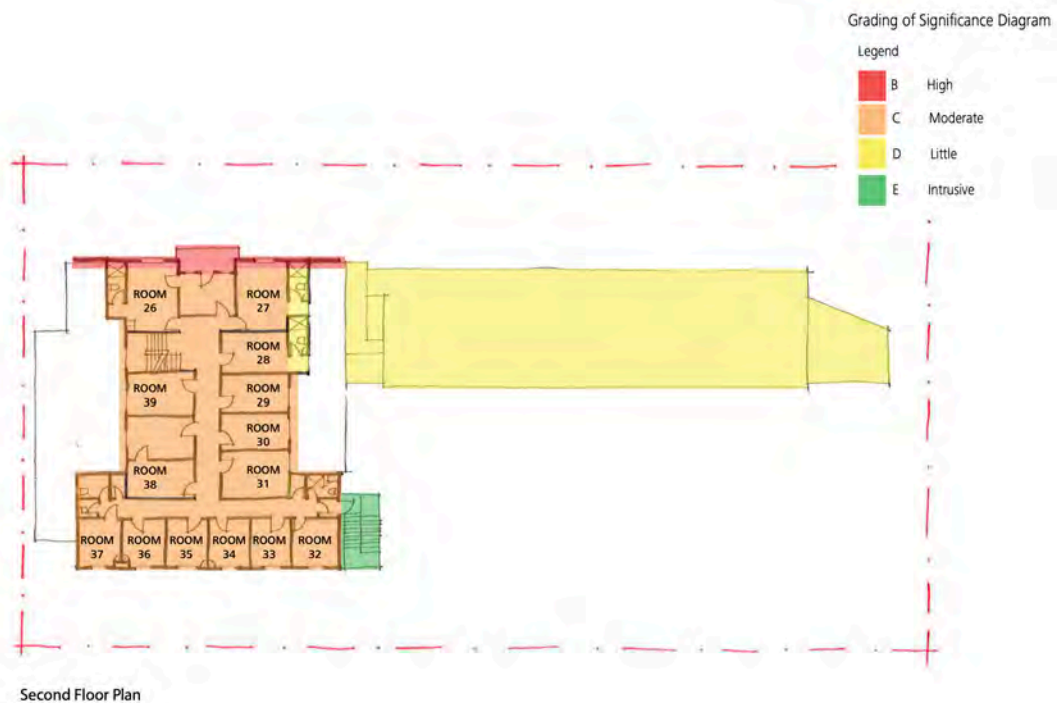 Grading of Significance Diagram
Legend
B High
C Moderate
D Little
E Intrusive
ROOM
26
ROOM
27
ROOM
28
ROOM
39
ROOM
29
ROOM
30
ROOM
38
ROOM
31
ROOM
37
ROOM
36
ROOM
35
ROOM
34
ROOM
33
ROOM
32
Second Floor Plan